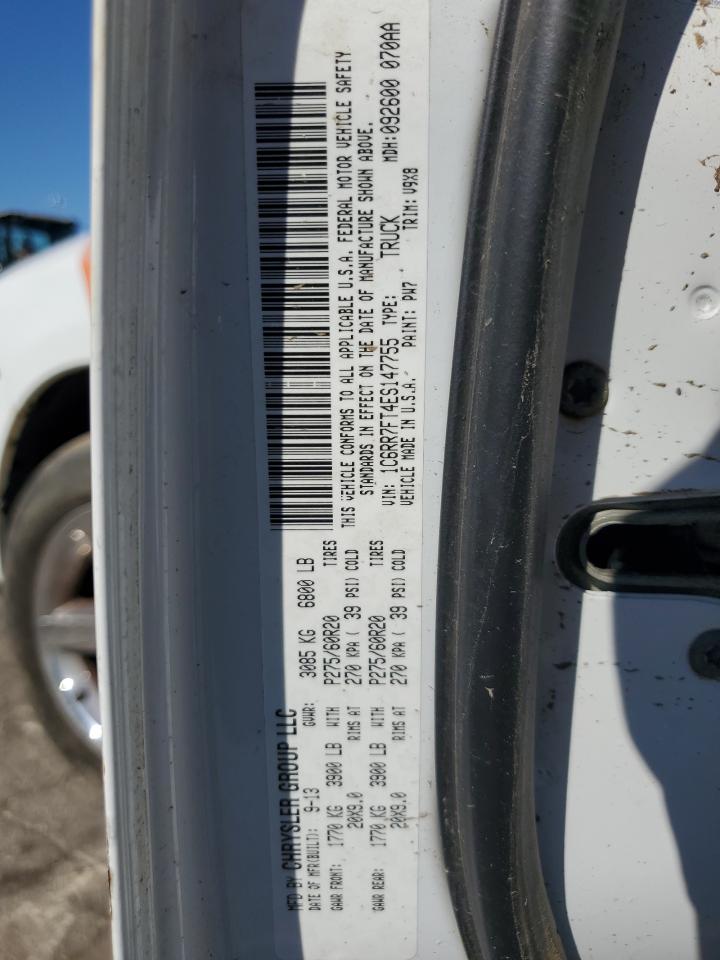 MFD BY CHRYSLER GROUP LLC
DATE OF MFR(BUILT): 9-13 GVWR: 3085 KG 6800 LB
GAWR FRONT: 1770 KG 3900 LB WITH P275/60R20 TIRES
20X9.0 RIMS AT 270 KPA ( 39 PSI) COLD
GAWR REAR: 1770 KG 3900 LB WITH P275/60R20 TIRES
20X9.0 RIMS AT 270 KPA ( 39 PSI) COLD
THIS VEHICLE CONFORMS TO ALL APPLICABLE U.S.A. FEDERAL MOTOR VEHICLE SAFETY
STANDARDS IN EFFECT ON THE DATE OF MANUFACTURE SHOWN ABOVE.
VIN: 1C6RR7FT4ES147755 TYPE: TRUCK MDH:092600 070AA
VEHICLE MADE IN U.S.A. PAINT: PW7 TRIM: V9X8